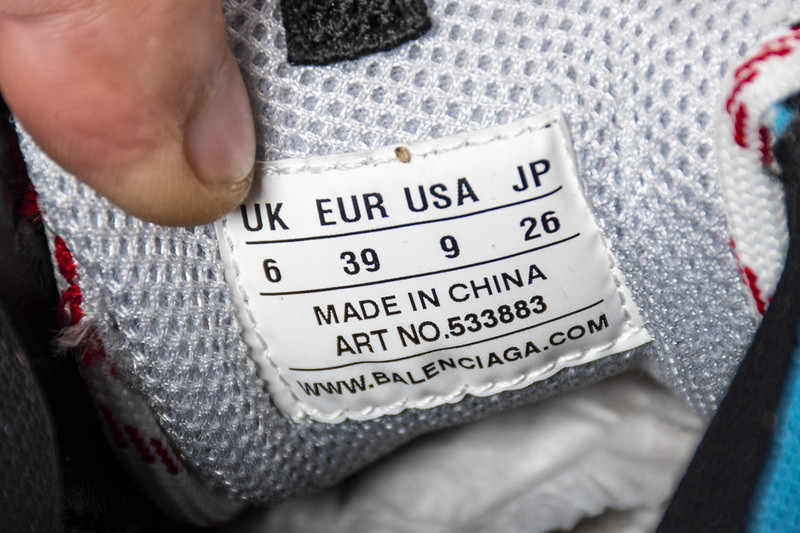 UK EUR USA JP
6 39 9 26
MADE IN CHINA
ART NO.533883
WWW.BALENCIAGA.COM